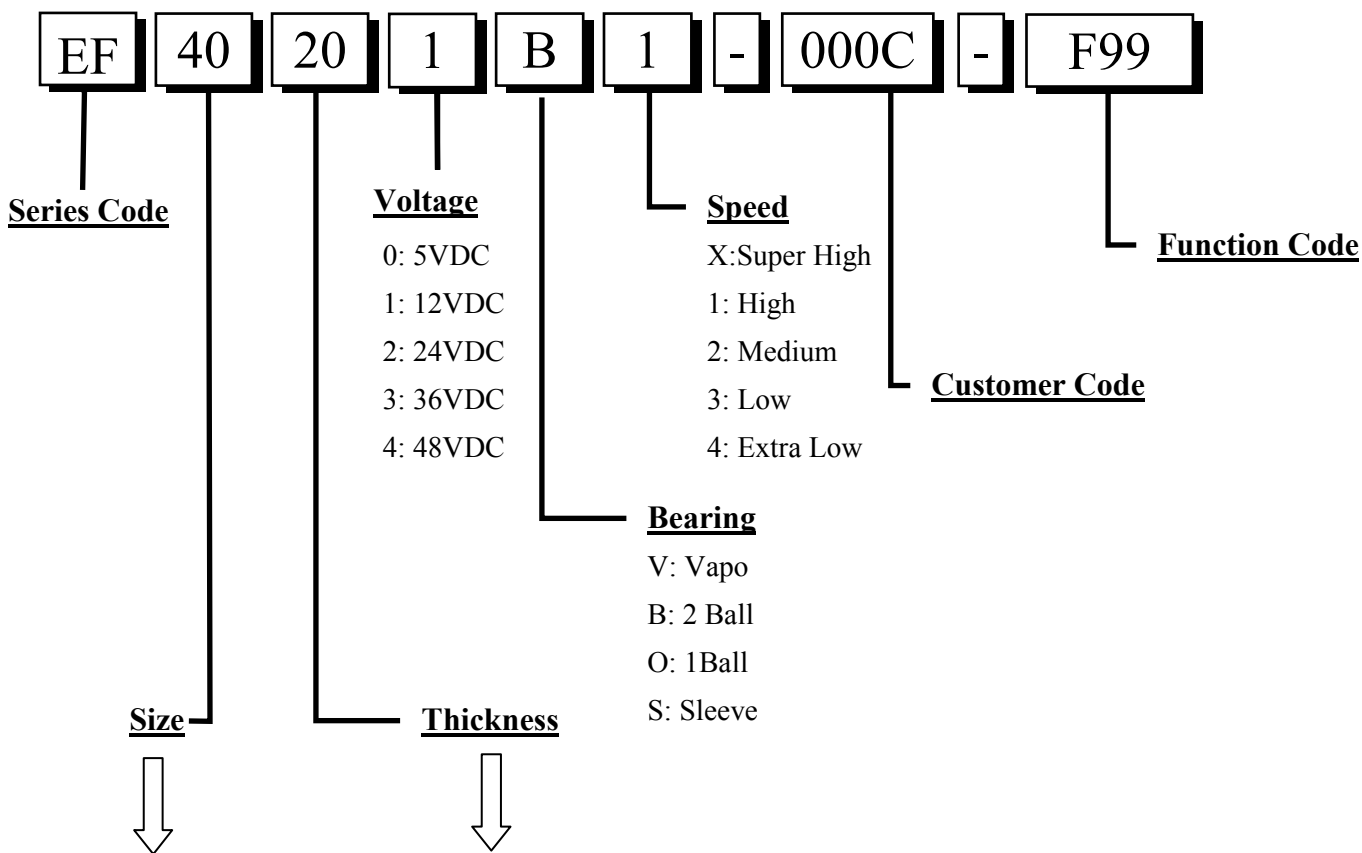 EF 40 20 1 B 1 - 000C - F99
Series Code
Voltage
0: 5VDC
1: 12VDC
2: 24VDC
3: 36VDC
4: 48VDC
Speed
X:Super High
1: High
2: Medium
3: Low
4: Extra Low
Function Code
Customer Code
Bearing
V: Vapo
B: 2 Ball
O: 1Ball
S: Sleeve
Size
Thickness